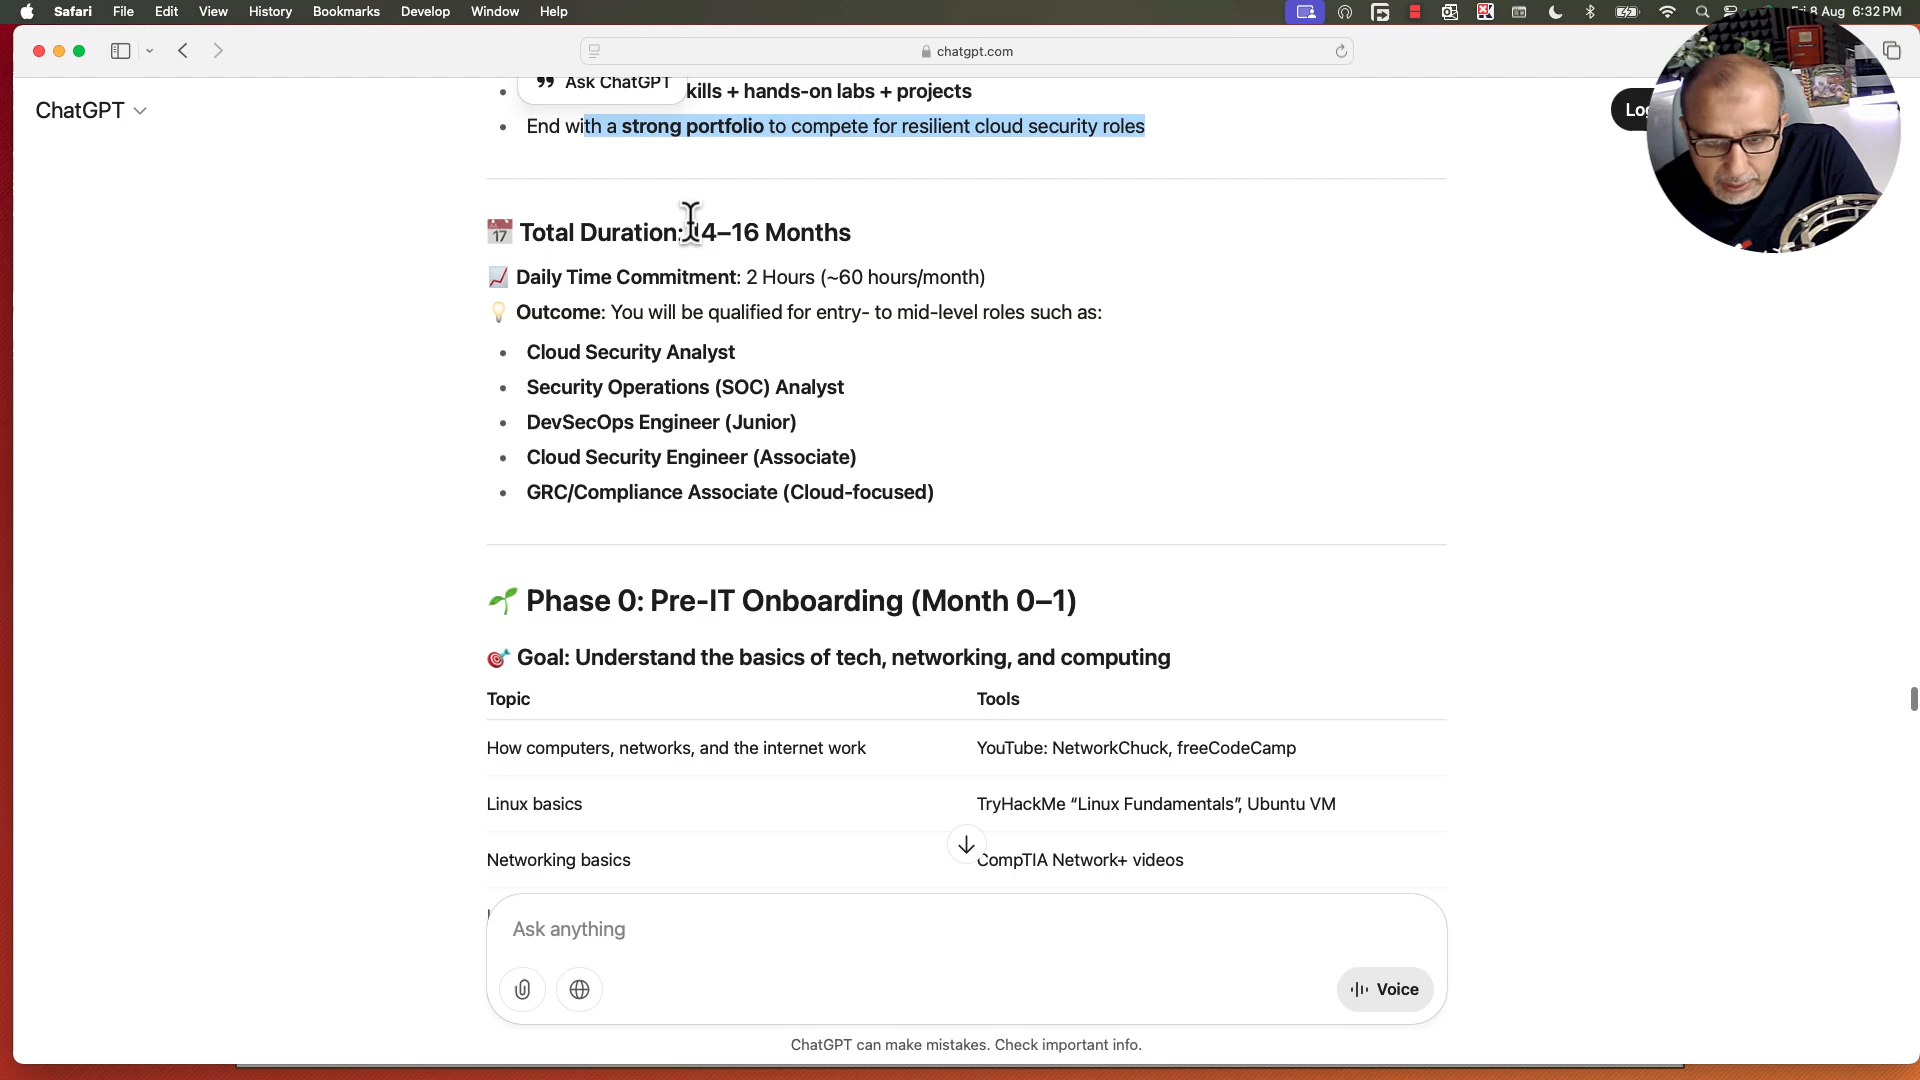 Safari File Edit View History Bookmarks Develop Window Help
8 Aug 6:32 PM
chatgpt.com
ChatGPT
Ask ChatGPT
kills + hands-on labs + projects
• End with a strong portfolio to compete for resilient cloud security roles
17 Total Duration: 14–16 Months
Daily Time Commitment: 2 Hours (~60 hours/month)
Outcome: You will be qualified for entry- to mid-level roles such as:
• Cloud Security Analyst
• Security Operations (SOC) Analyst
• DevSecOps Engineer (Junior)
• Cloud Security Engineer (Associate)
• GRC/Compliance Associate (Cloud-focused)
Phase 0: Pre-IT Onboarding (Month 0–1)
Goal: Understand the basics of tech, networking, and computing
Topic Tools
How computers, networks, and the internet work YouTube: NetworkChuck, freeCodeCamp
Linux basics TryHackMe “Linux Fundamentals”, Ubuntu VM
Networking basics CompTIA Network+ videos
Ask anything
Voice
ChatGPT can make mistakes. Check important info.